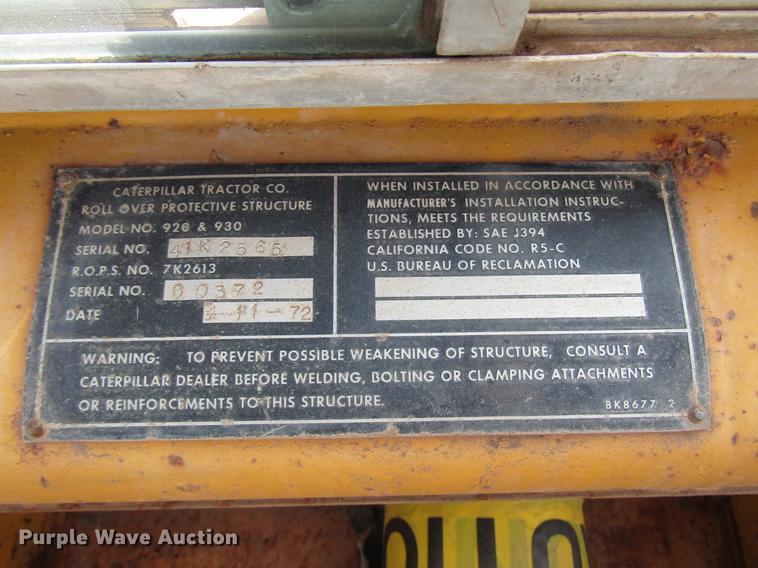 CATERPILLAR TRACTOR CO.
ROLL OVER PROTECTIVE STRUCTURE
MODEL NO. 920 & 930
SERIAL NO. 41K2565
R.O.P.S. NO. 7K2613
SERIAL NO. 00372
DATE 4-11-72
WHEN INSTALLED IN ACCORDANCE WITH
MANUFACTURER'S INSTALLATION INSTRUC-
TIONS, MEETS THE REQUIREMENTS
ESTABLISHED BY: SAE J394
CALIFORNIA CODE NO. R5-C
U.S. BUREAU OF RECLAMATION
WARNING: TO PREVENT POSSIBLE WEAKENING OF STRUCTURE, CONSULT A
CATERPILLAR DEALER BEFORE WELDING, BOLTING OR CLAMPING ATTACHMENTS
OR REINFORCEMENTS TO THIS STRUCTURE.
8K8677 2
Purple Wave Auction